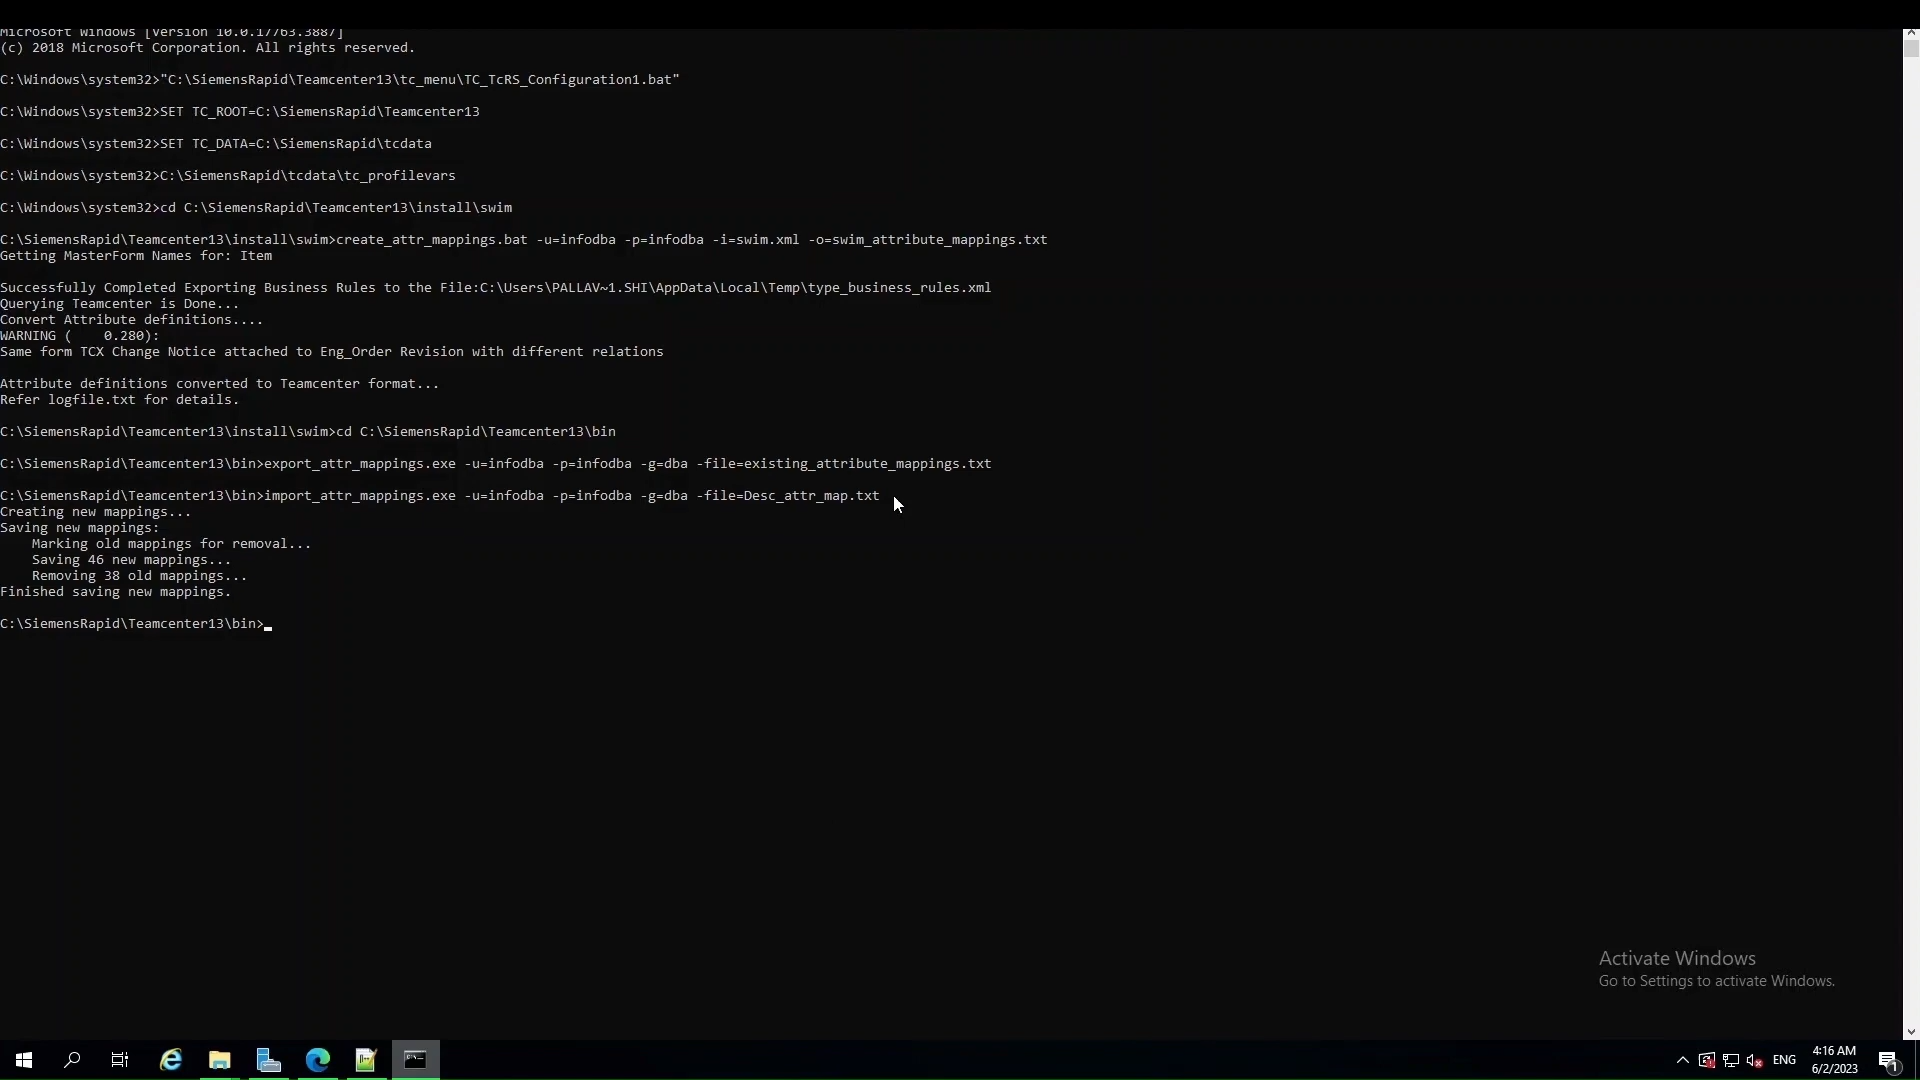 Microsoft Windows [Version 10.0.17763.3887]
(c) 2018 Microsoft Corporation. All rights reserved.
C:\Windows\system32>"C:\SiemensRapid\Teamcenter13\tc_menu\TC_TcRS_Configuration1.bat"
C:\Windows\system32>SET TC_ROOT=C:\SiemensRapid\Teamcenter13
C:\Windows\system32>SET TC_DATA=C:\SiemensRapid\tcdata
C:\Windows\system32>C:\SiemensRapid\tcdata\tc_profilevars
C:\Windows\system32>cd C:\SiemensRapid\Teamcenter13\install\swim
C:\SiemensRapid\Teamcenter13\install\swim>create_attr_mappings.bat -u=infodba -p=infodba -i=swim.xml -o=swim_attribute_mappings.txt
Getting MasterForm Names for: Item
Successfully Completed Exporting Business Rules to the File:C:\Users\PALLAV~1.SHI\AppData\Local\Temp\type_business_rules.xml
Querying Teamcenter is Done...
Convert Attribute definitions....
WARNING (    0.280):
Same form TCX Change Notice attached to Eng_Order Revision with different relations
Attribute definitions converted to Teamcenter format...
Refer logfile.txt for details.
C:\SiemensRapid\Teamcenter13\install\swim>cd C:\SiemensRapid\Teamcenter13\bin
C:\SiemensRapid\Teamcenter13\bin>export_attr_mappings.exe -u=infodba -p=infodba -g=dba -file=existing_attribute_mappings.txt
C:\SiemensRapid\Teamcenter13\bin>import_attr_mappings.exe -u=infodba -p=infodba -g=dba -file=Desc_attr_map.txt
Creating new mappings...
Saving new mappings:
Marking old mappings for removal...
Saving 46 new mappings...
Removing 38 old mappings...
Finished saving new mappings.
C:\SiemensRapid\Teamcenter13\bin>
Activate Windows
Go to Settings to activate Windows.
ENG
4:16 AM
6/2/2023
1